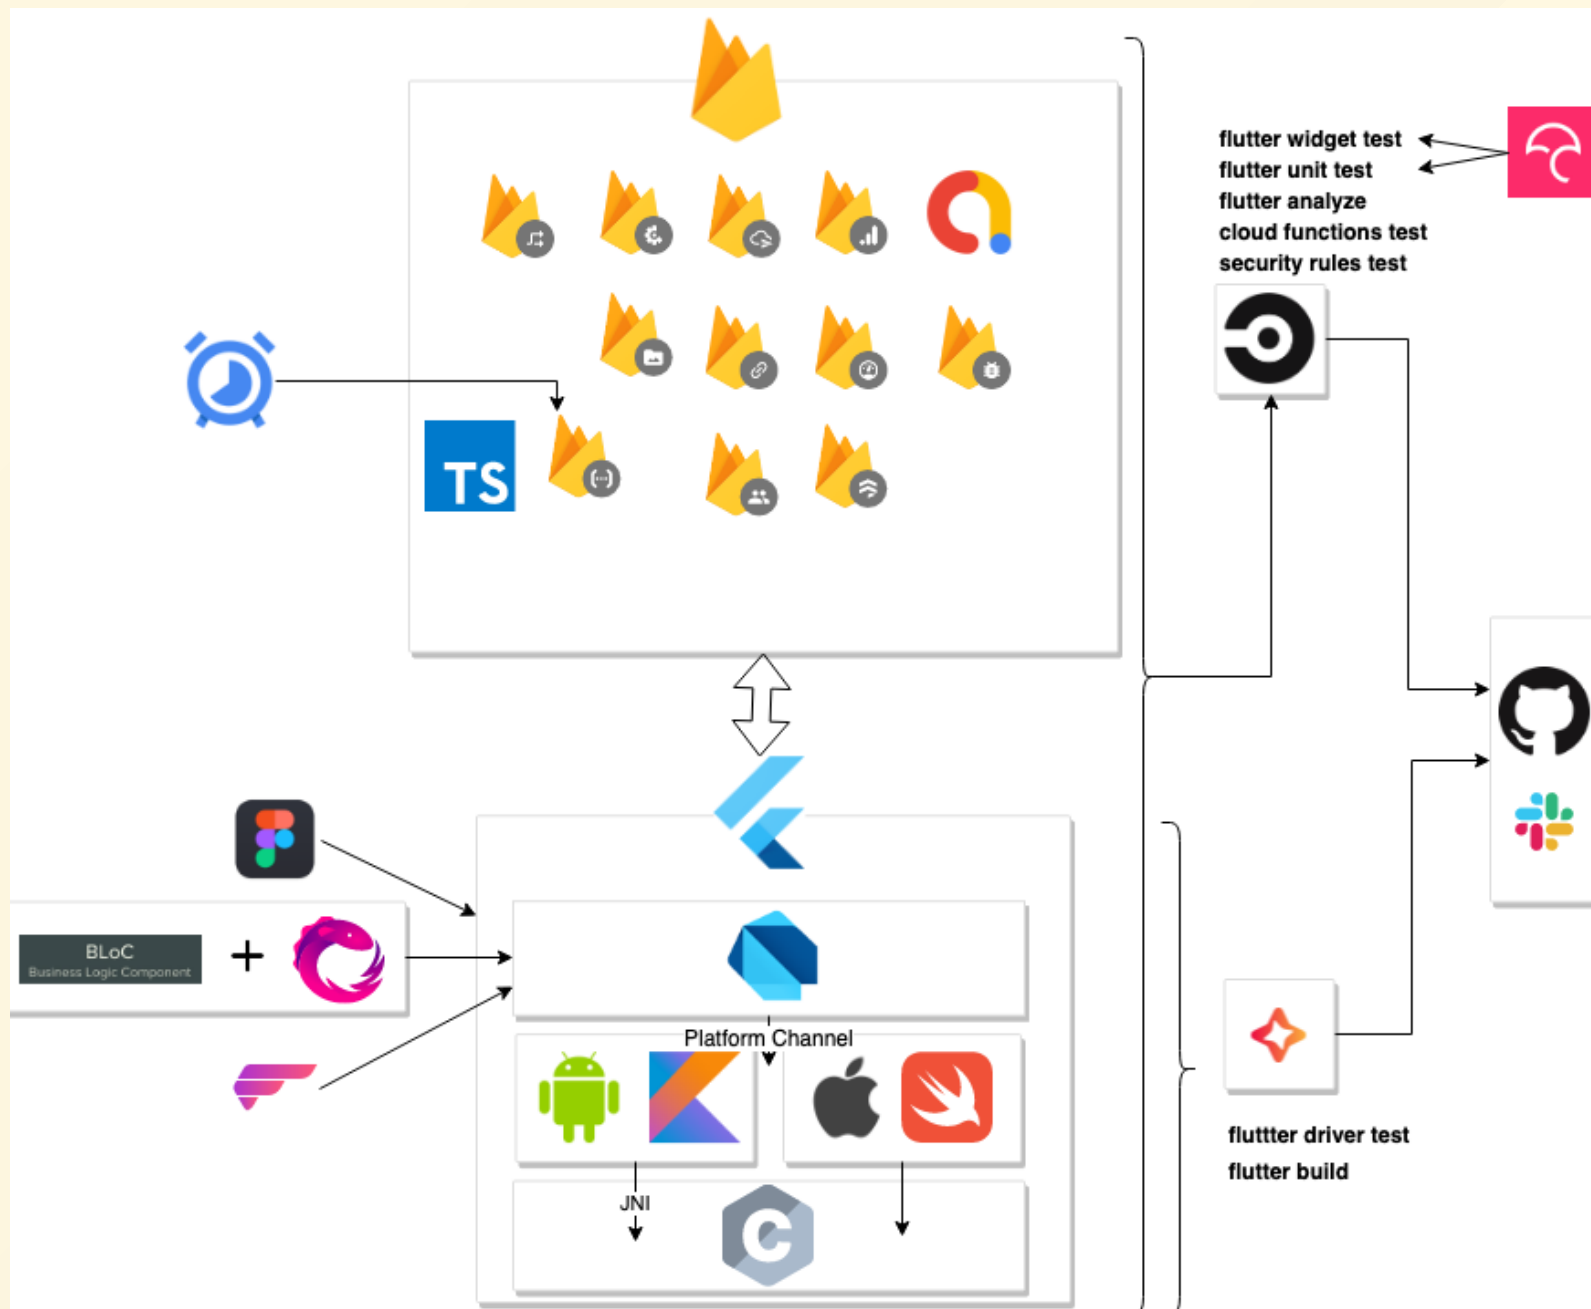 flutter widget test
flutter unit test
flutter analyze
cloud functions test
security rules test
TS
BLoC
+
Business Logic Component
Platform Channel
JNI
C
fluttter driver test
flutter build